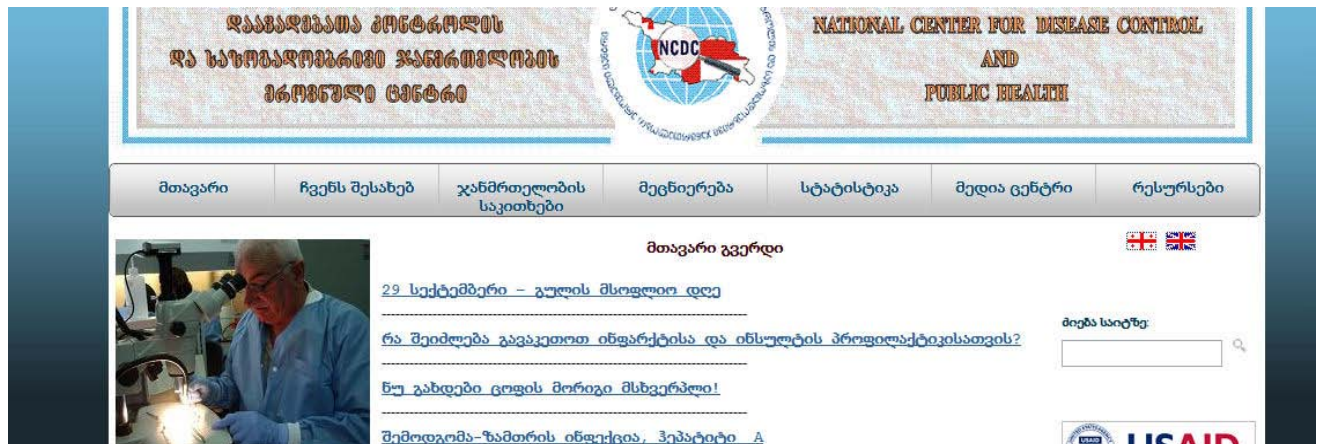 დაავადებათა კონტროლის
და საზოგადოებრივი ჯანმრთელობის
ეროვნული ცენტრი
NCDC
NATIONAL CENTER FOR DISEASE CONTROL
AND
PUBLIC HEALTH
მთავარი
ჩვენს შესახებ
ჯანმრთელობის
საკითხები
მეცნიერება
სტატისტიკა
მედია ცენტრი
რესურსები
მთავარი გვერდი
29 სექტემბერი – გულის მსოფლიო დღე
რა შეიძლება გავაკეთოთ ინფარქტისა და ინსულტის პროფილაქტიკისათვის?
ნუ გახდები ცოფის მორიგი მსხვერპლი!
შემოდგომა-ზამთრის ინფექცია, ჰეპატიტი A
ძიება საიტზე:
USAID
USAID